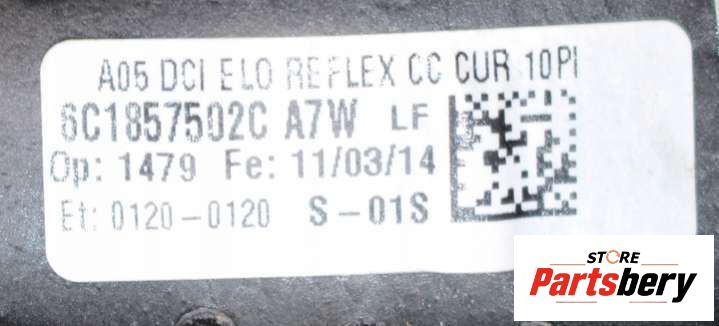 A05 DCI ELO REFLEX CC CUR 10PI
6C1857502C A7W LF
Op: 1479 Fe: 11/03/14
Et: 0120-0120 S-01S
STORE
Partsbery